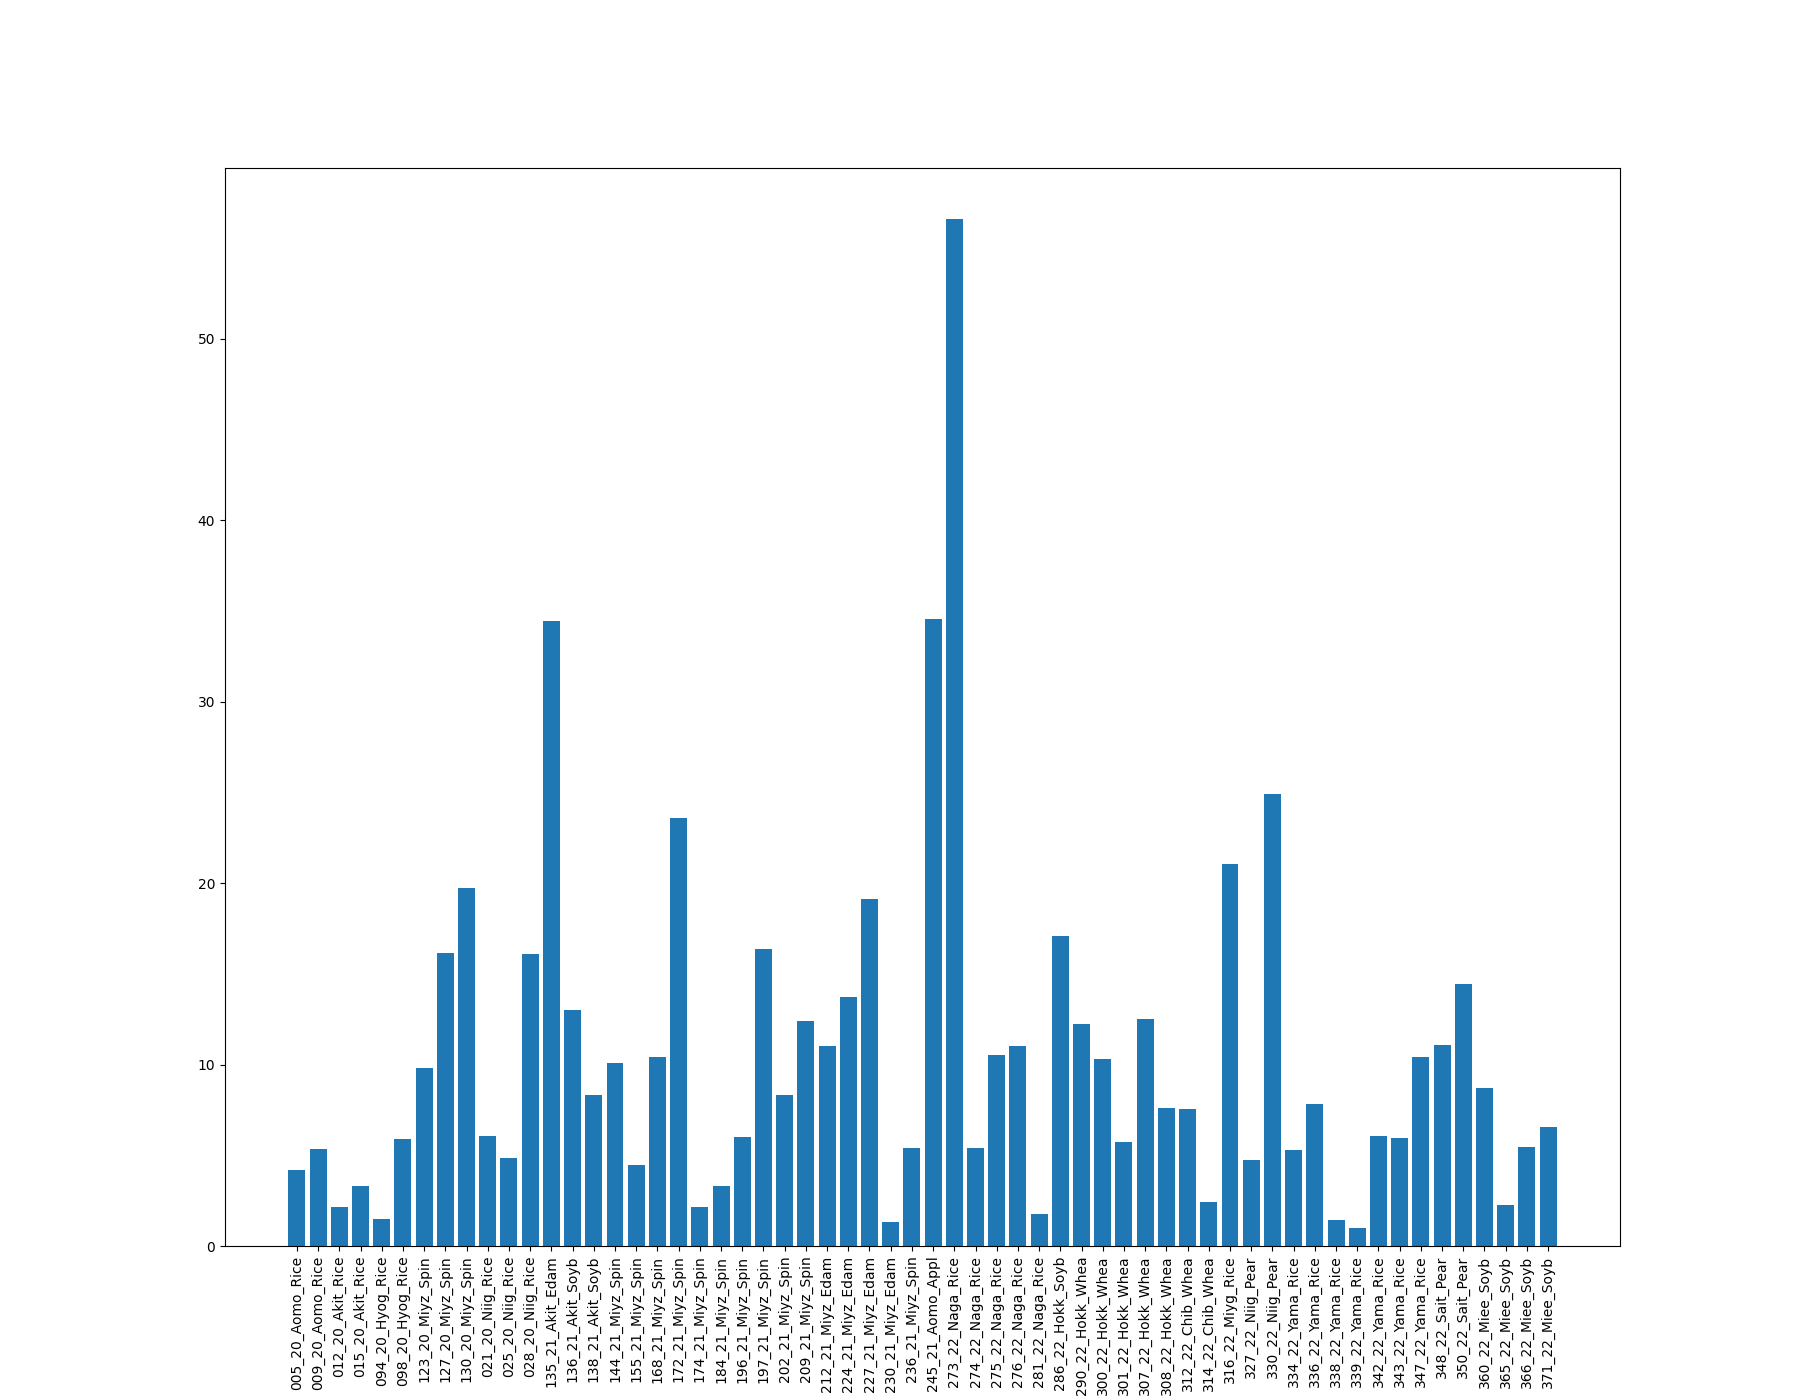 50
40
30
20
10
0
005_20_Aomo_Rice
009_20_Aomo_Rice
012_20_Akit_Rice
015_20_Akit_Rice
094_20_Hyog_Rice
098_20_Hyog_Rice
123_20_Miyz_Spin
127_20_Miyz_Spin
130_20_Miyz_Spin
021_20_Niig_Rice
025_20_Niig_Rice
028_20_Niig_Rice
135_21_Akit_Edam
136_21_Akit_Soyb
138_21_Akit_Soyb
144_21_Miyz_Spin
155_21_Miyz_Spin
168_21_Miyz_Spin
172_21_Miyz_Spin
174_21_Miyz_Spin
184_21_Miyz_Spin
196_21_Miyz_Spin
197_21_Miyz_Spin
202_21_Miyz_Spin
209_21_Miyz_Spin
212_21_Miyz_Edam
224_21_Miyz_Edam
227_21_Miyz_Edam
230_21_Miyz_Edam
236_21_Miyz_Spin
245_21_Aomo_Appl
273_22_Naga_Rice
274_22_Naga_Rice
275_22_Naga_Rice
276_22_Naga_Rice
281_22_Naga_Rice
286_22_Hokk_Soyb
290_22_Hokk_Whea
300_22_Hokk_Whea
301_22_Hokk_Whea
307_22_Hokk_Whea
308_22_Hokk_Whea
312_22_Chib_Whea
314_22_Chib_Whea
316_22_Miyg_Rice
327_22_Niig_Pear
330_22_Niig_Pear
334_22_Yama_Rice
336_22_Yama_Rice
338_22_Yama_Rice
339_22_Yama_Rice
342_22_Yama_Rice
343_22_Yama_Rice
347_22_Yama_Rice
348_22_Sait_Pear
350_22_Sait_Pear
360_22_Miee_Soyb
365_22_Miee_Soyb
366_22_Miee_Soyb
371_22_Miee_Soyb